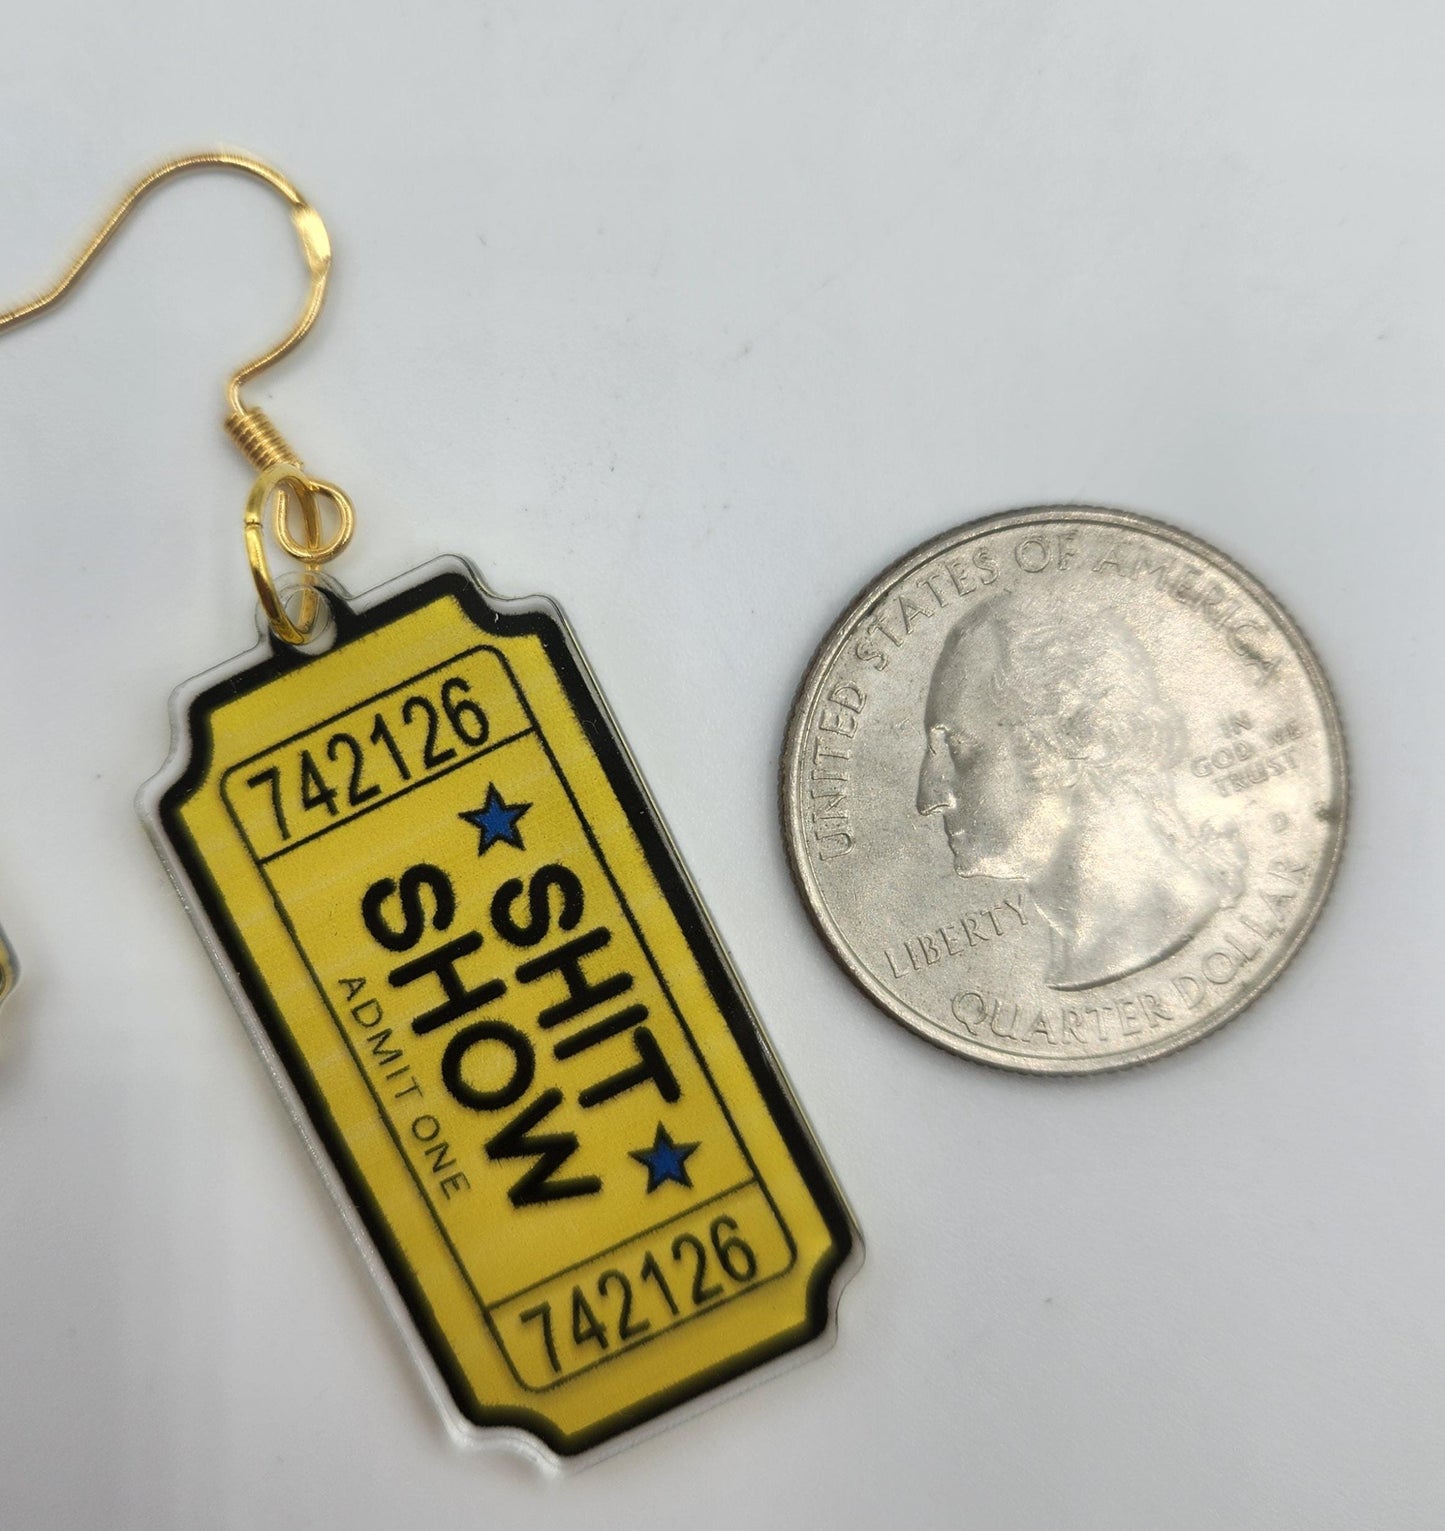 742126
SHIT
SHOW
ADMIT ONE
742126
UNITED STATES OF AMERICA
LIBERTY
IN
GOD WE
TRUST
QUARTER DOLLAR